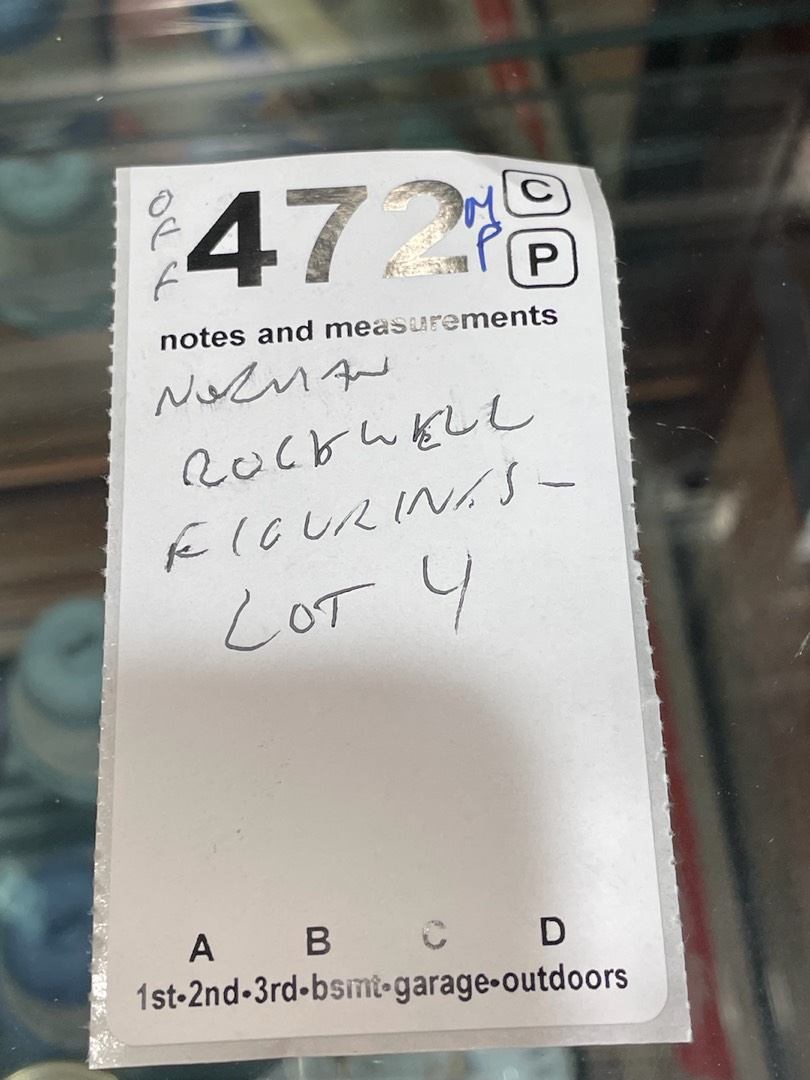 OFF 472 MP C P
notes and measurements
NORMAN
ROCKWELL
FIGURINES-
LOT 4
A B C D
1st•2nd•3rd•bsmt•garage•outdoors